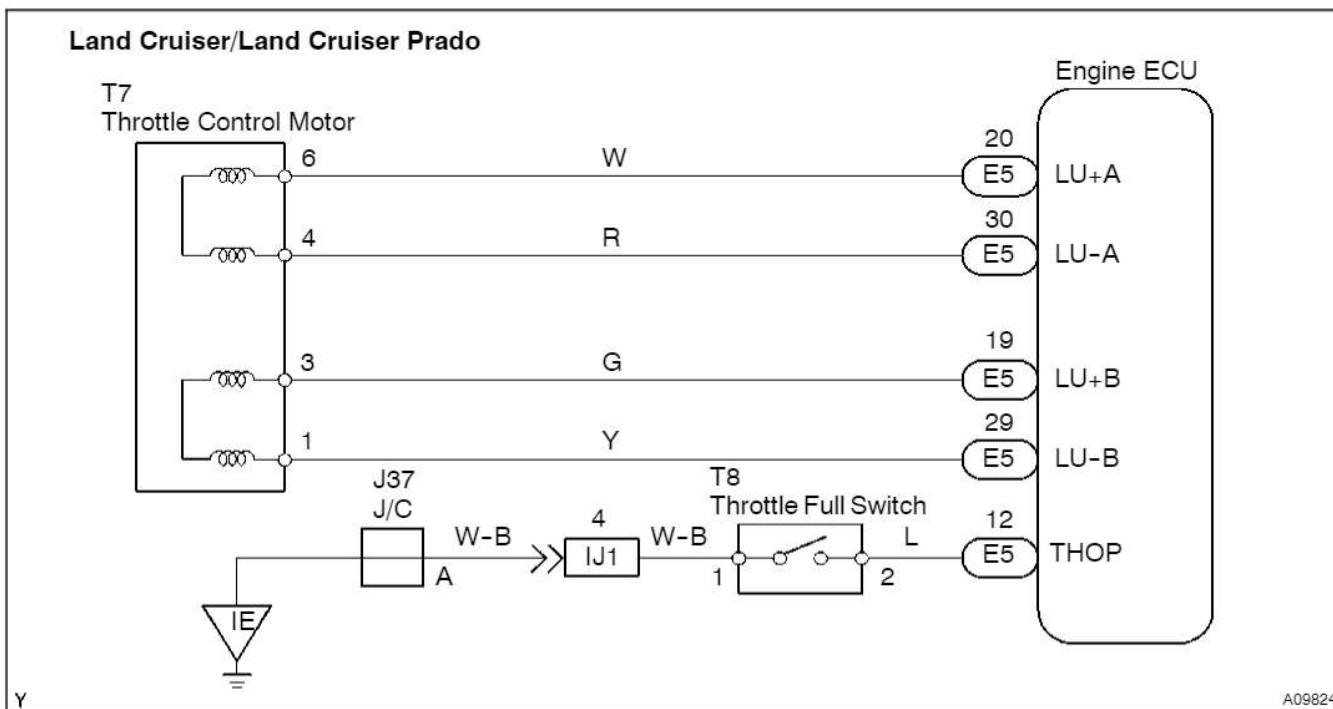 Land Cruiser/Land Cruiser Prado
Engine ECU
T7
Throttle Control Motor
6
W
20
E5
LU+A
4
R
30
E5
LU-A
3
G
19
E5
LU+B
1
Y
29
E5
LU-B
J37
J/C
T8
Throttle Full Switch
W-B
4
IJ1
W-B
L
12
E5
THOP
A
1
2
IE
Y
A09824